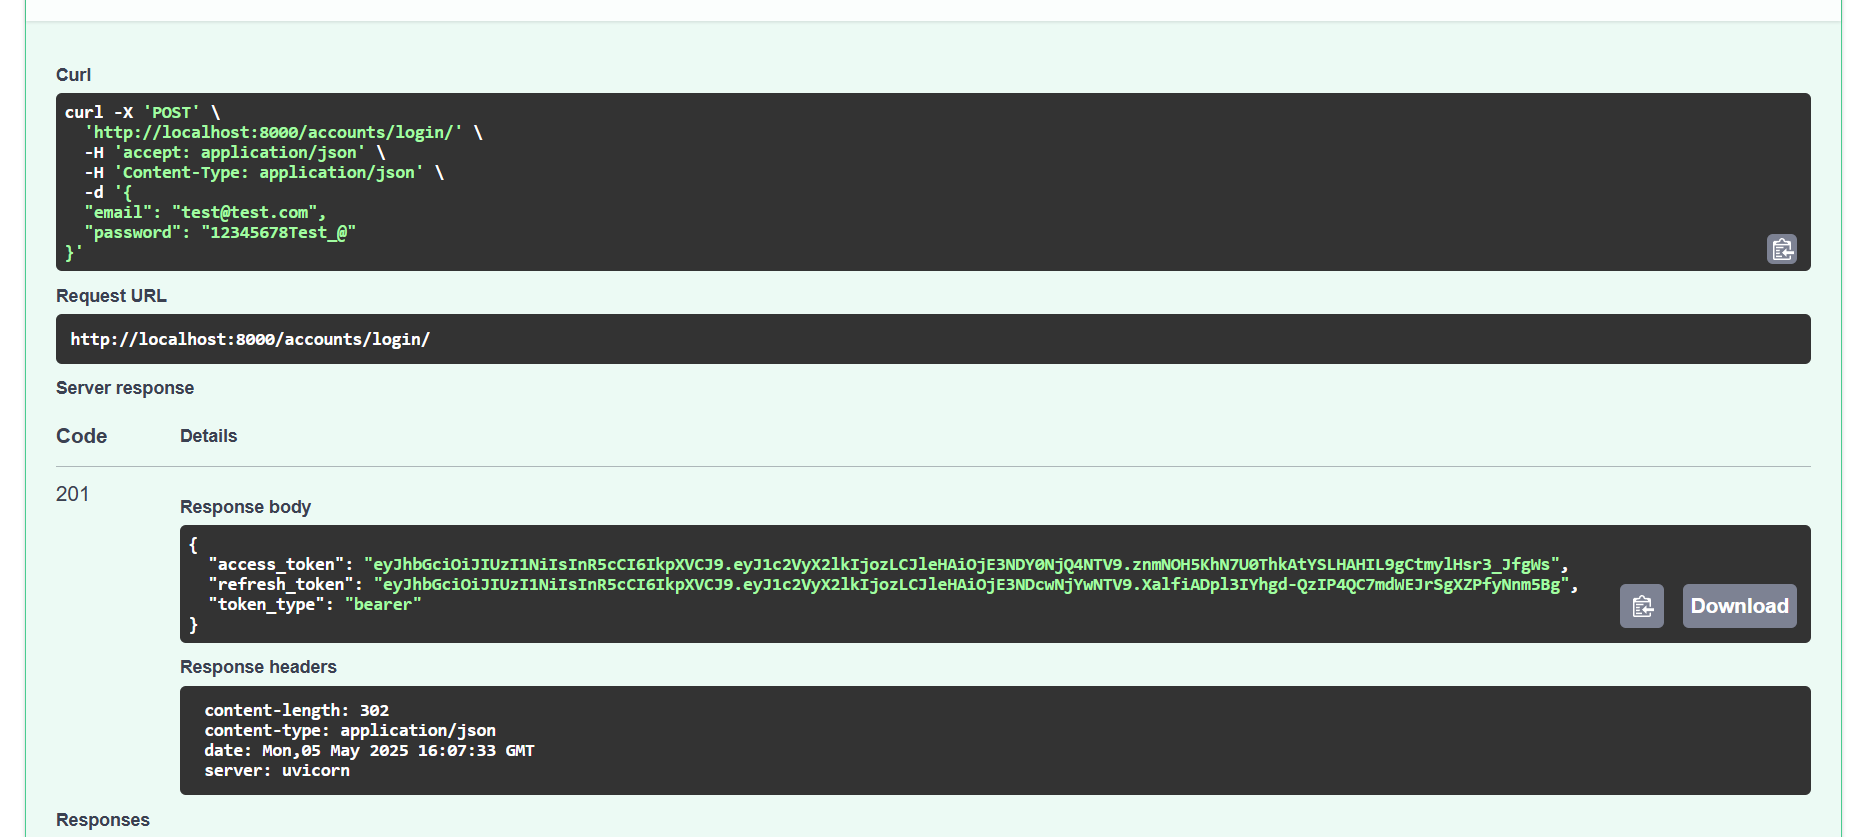 Curl
curl -X 'POST' \
'http://localhost:8000/accounts/login/' \
-H 'accept: application/json' \
-H 'Content-Type: application/json' \
-d '{
"email": "test@test.com",
"password": "12345678Test_@"
}'
Request URL
http://localhost:8000/accounts/login/
Server response
Code Details
201
Response body
{
"access_token": "eyJhbGciOiJIUzI1NiIsInR5cCI6IkpXVCJ9.eyJ1c2VyX2lkIjozLCJleHAiOjE3NDY0NjQ4NTV9.znmNOH5KhN7U0ThkAtYSLHAHIL9gCtmylHsr3_JfgWs",
"refresh_token": "eyJhbGciOiJIUzI1NiIsInR5cCI6IkpXVCJ9.eyJ1c2VyX2lkIjozLCJleHAiOjE3NDcwNjYwNTV9.XalfiADpl3IYhgd-QzIP4QC7mdWEJrSgXZPfyNnm5Bg",
"token_type": "bearer"
}
Download
Response headers
content-length: 302
content-type: application/json
date: Mon,05 May 2025 16:07:33 GMT
server: uvicorn
Responses